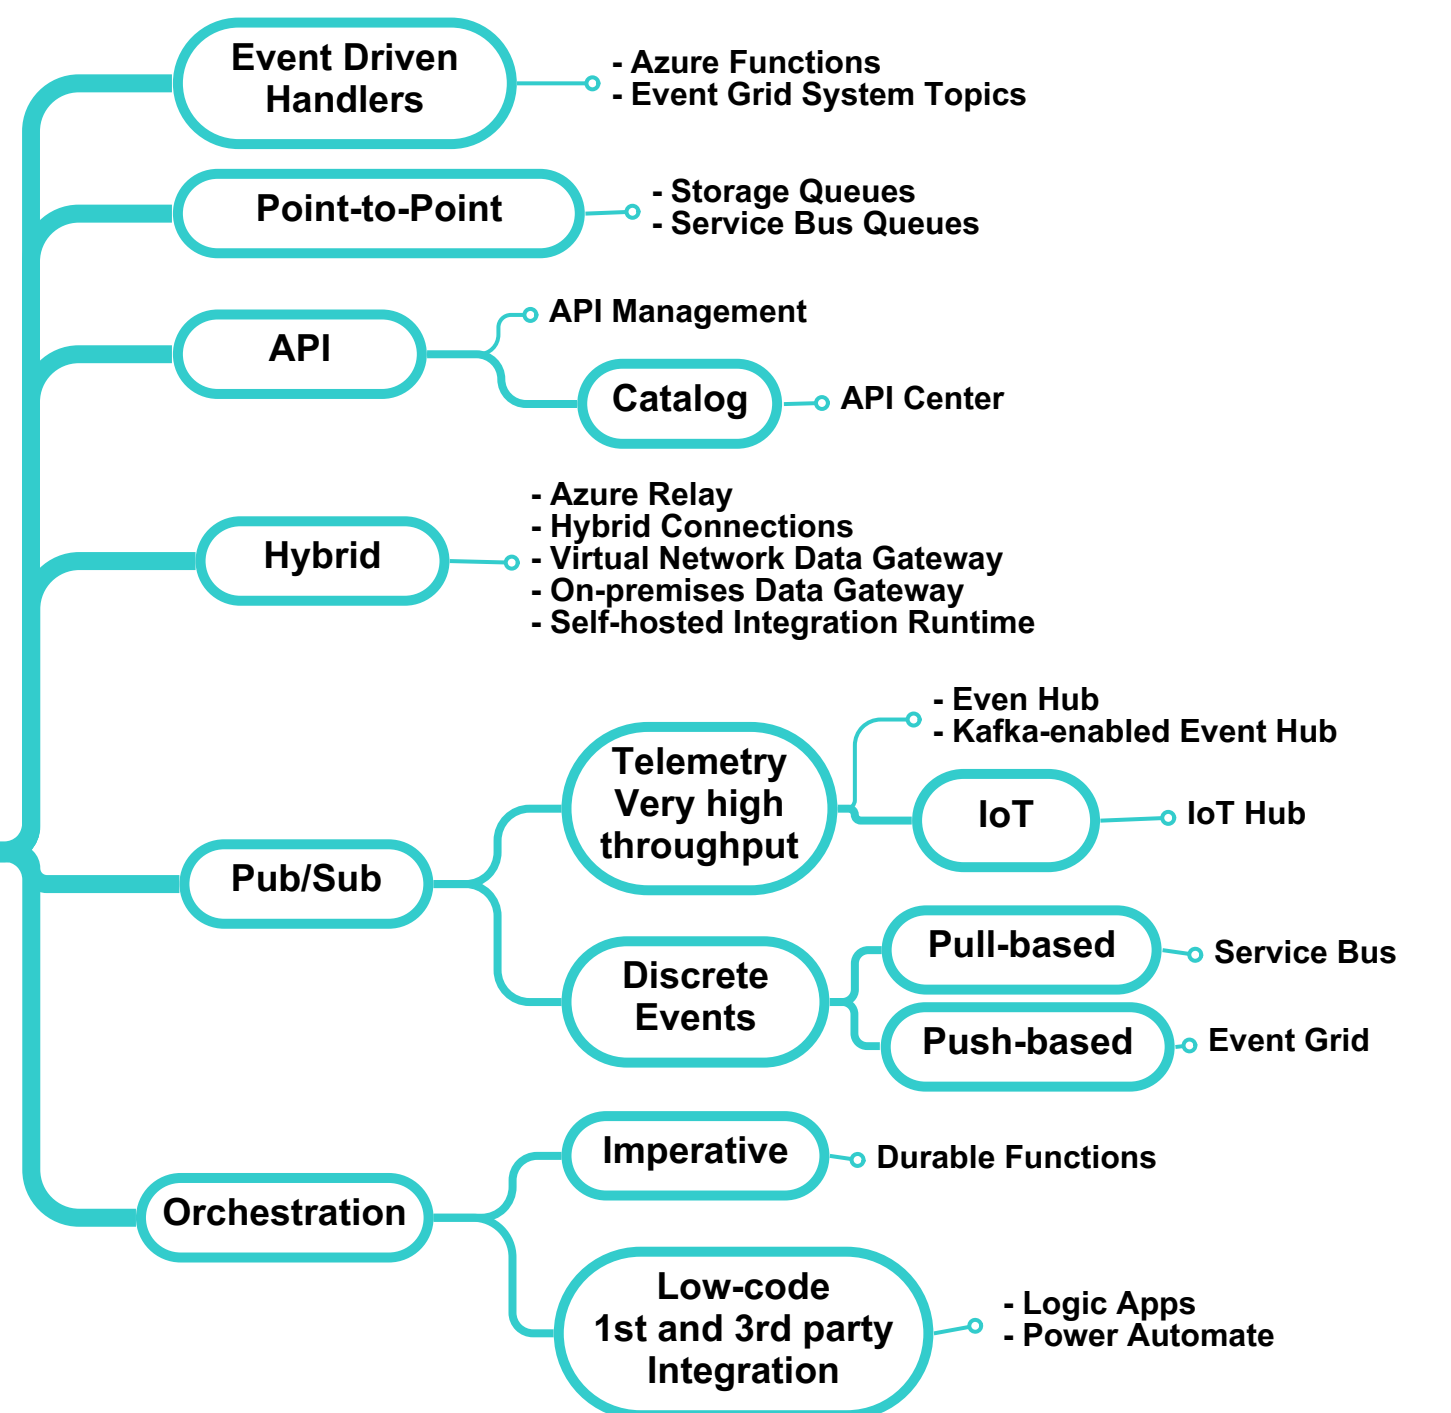 Event Driven
Handlers
- Azure Functions
- Event Grid System Topics
Point-to-Point
- Storage Queues
- Service Bus Queues
API
API Management
Catalog
API Center
Hybrid
- Azure Relay
- Hybrid Connections
- Virtual Network Data Gateway
- On-premises Data Gateway
- Self-hosted Integration Runtime
Pub/Sub
Telemetry
Very high
throughput
- Even Hub
- Kafka-enabled Event Hub
IoT
IoT Hub
Discrete
Events
Pull-based
Service Bus
Push-based
Event Grid
Orchestration
Imperative
Durable Functions
Low-code
1st and 3rd party
Integration
- Logic Apps
- Power Automate